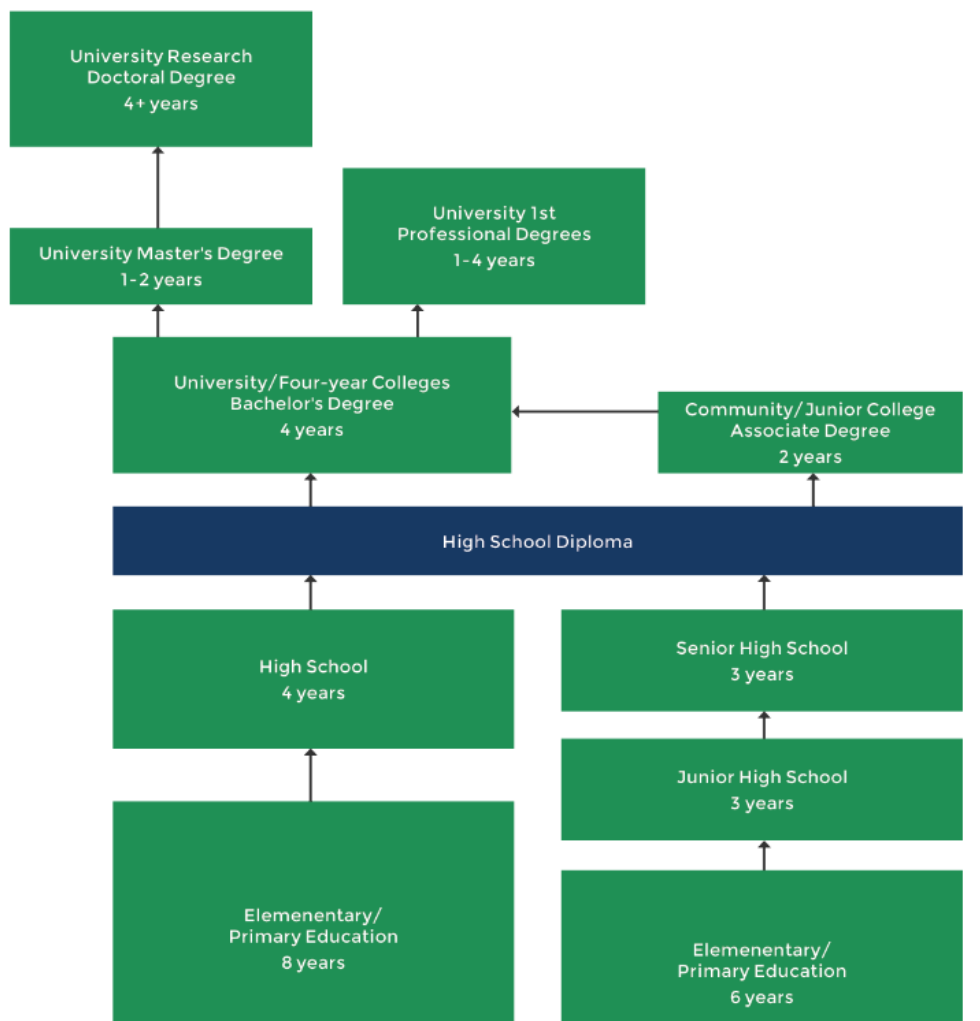 University Research
Doctoral Degree
4+ years
University 1st
Professional Degrees
1-4 years
University Master's Degree
1-2 years
University/Four-year Colleges
Bachelor's Degree
4 years
Community/Junior College
Associate Degree
2 years
High School Diploma
High School
4 years
Senior High School
3 years
Junior High School
3 years
Elemenentary/
Primary Education
8 years
Elemenentary/
Primary Education
6 years